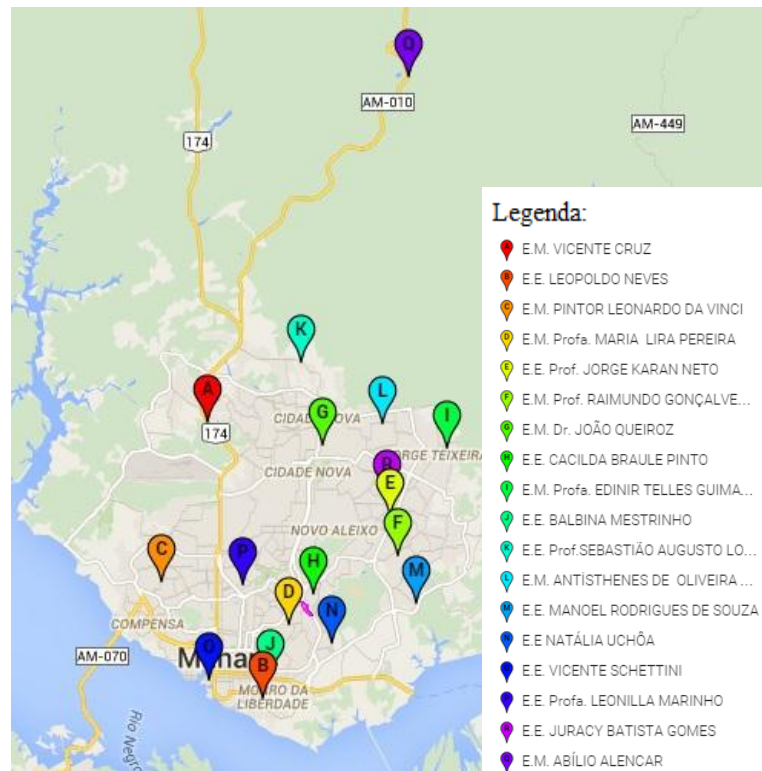 Q
AM-010
AM-449
174
Legenda:
A E.M. VICENTE CRUZ
B E.E. LEOPOLDO NEVES
C E.M. PINTOR LEONARDO DA VINCI
D E.M. Profa. MARIA LIRA PEREIRA
E E.E. Prof. JORGE KARAN NETO
F E.M. Prof. RAIMUNDO GONÇALVE...
G E.M. Dr. JOÃO QUEIROZ
H E.E. CACILDA BRAULE PINTO
I E.M. Profa. EDINIR TELLES GUIMA...
J E.E. BALBINA MESTRINHO
K E.E. Prof.SEBASTIÃO AUGUSTO LO...
L E.M. ANTÍSTHENES DE OLIVEIRA ...
M E.E. MANOEL RODRIGUES DE SOUZA
N E.E NATÁLIA UCHÔA
O E.E. VICENTE SCHETTINI
P E.E. Profa. LEONILLA MARINHO
R E.E. JURACY BATISTA GOMES
Q E.M. ABÍLIO ALENCAR
K
A
L
G
I
CIDADE NOVA
174
R
JORGE TEIXEIRA
CIDADE NOVA
E
NOVO ALEIXO
F
C
P
H
M
D
N
COMPENSA
J
AM-070
O
B
MORRO DA
LIBERDADE
Rio Negro